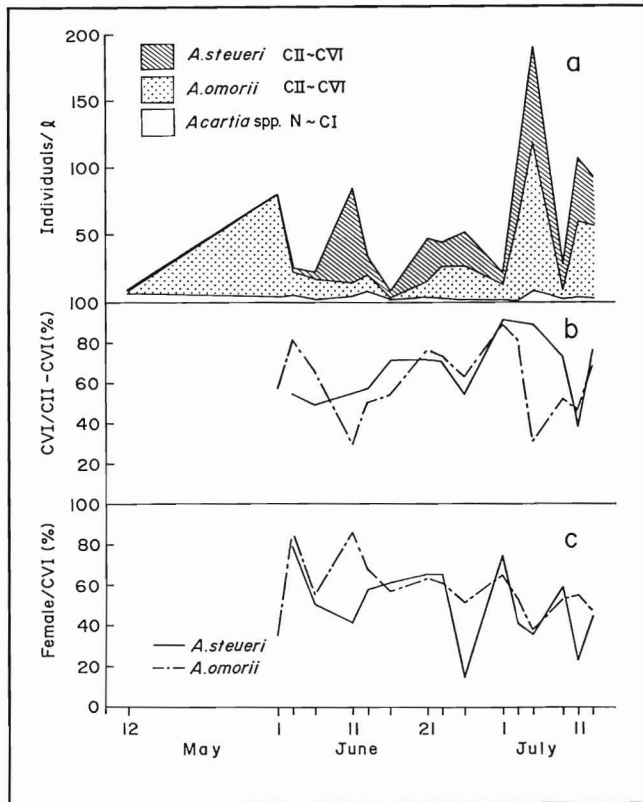 200
150
100
50
Individuals/ℓ
A.steueri CII~CVI
A.omorii CII~CVI
Acartia spp. N~CI
a
100
80
60
40
20
CVI/CII-CVI(%)
b
100
80
60
40
20
0
Female/CVI (%)
c
A.steueri
A.omorii
12 1 11 21 1 11
May June July